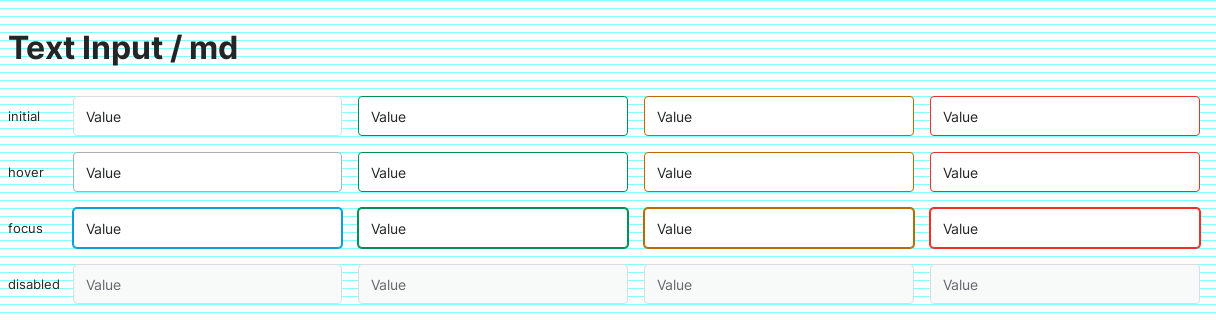 Text Input / md
initial Value Value Value Value
hover Value Value Value Value
focus Value Value Value Value
disabled Value Value Value Value